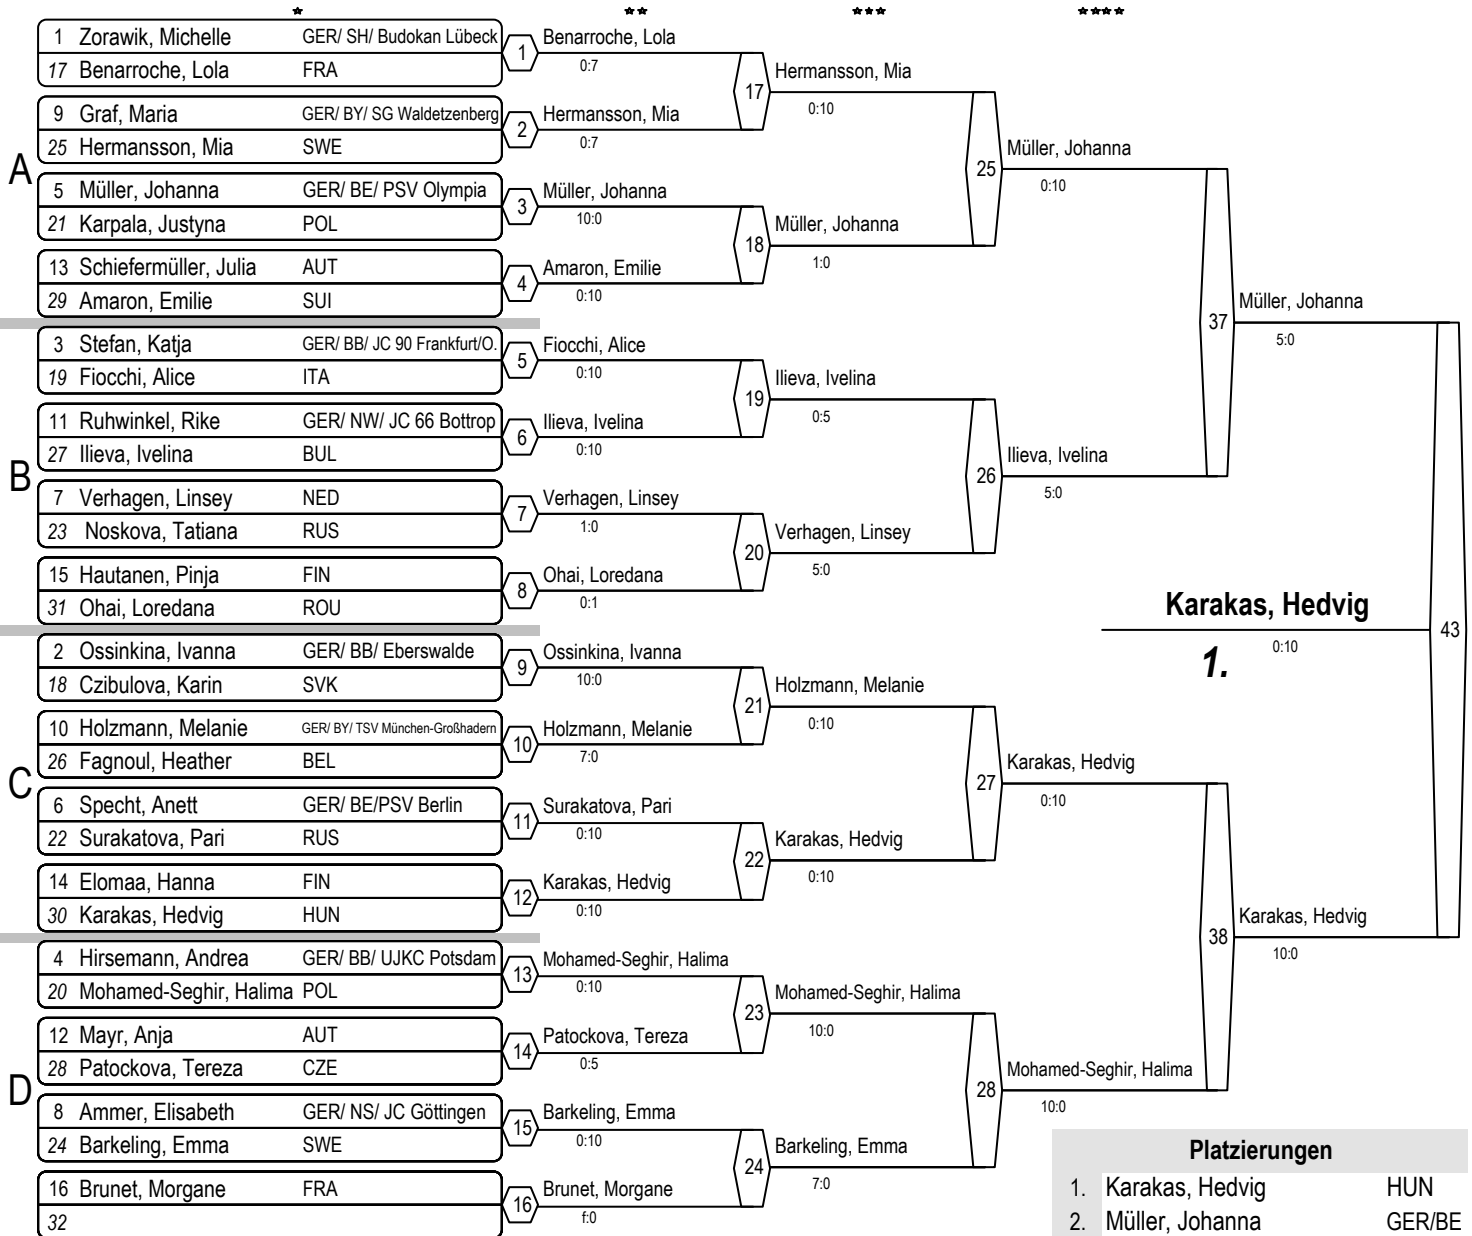 * ** *** ****
A
1 Zorawik, Michelle GER/ SH/ Budokan Lübeck
17 Benarroche, Lola FRA
9 Graf, Maria GER/ BY/ SG Waldetzenberg
25 Hermansson, Mia SWE
5 Müller, Johanna GER/ BE/ PSV Olympia
21 Karpala, Justyna POL
13 Schiefermüller, Julia AUT
29 Amaron, Emilie SUI
B
3 Stefan, Katja GER/ BB/ JC 90 Frankfurt/O.
19 Fiocchi, Alice ITA
11 Ruhwinkel, Rike GER/ NW/ JC 66 Bottrop
27 Ilieva, Ivelina BUL
7 Verhagen, Linsey NED
23 Noskova, Tatiana RUS
15 Hautanen, Pinja FIN
31 Ohai, Loredana ROU
C
2 Ossinkina, Ivanna GER/ BB/ Eberswalde
18 Czibulova, Karin SVK
10 Holzmann, Melanie GER/ BY/ TSV München-Großhadern
26 Fagnoul, Heather BEL
6 Specht, Anett GER/ BE/PSV Berlin
22 Surakatova, Pari RUS
14 Elomaa, Hanna FIN
30 Karakas, Hedvig HUN
D
4 Hirsemann, Andrea GER/ BB/ UJKC Potsdam
20 Mohamed-Seghir, Halima POL
12 Mayr, Anja AUT
28 Patockova, Tereza CZE
8 Ammer, Elisabeth GER/ NS/ JC Göttingen
24 Barkeling, Emma SWE
16 Brunet, Morgane FRA
32
1 Benarroche, Lola
0:7
2 Hermansson, Mia
0:7
3 Müller, Johanna
10:0
4 Amaron, Emilie
0:10
5 Fiocchi, Alice
0:10
6 Ilieva, Ivelina
0:10
7 Verhagen, Linsey
1:0
8 Ohai, Loredana
0:1
9 Ossinkina, Ivanna
10:0
10 Holzmann, Melanie
7:0
11 Surakatova, Pari
0:10
12 Karakas, Hedvig
0:10
13 Mohamed-Seghir, Halima
0:10
14 Patockova, Tereza
0:5
15 Barkeling, Emma
0:10
16 Brunet, Morgane
f:0
17 Hermansson, Mia
0:10
18 Müller, Johanna
1:0
19 Ilieva, Ivelina
0:5
20 Verhagen, Linsey
5:0
21 Holzmann, Melanie
0:10
22 Karakas, Hedvig
0:10
23 Mohamed-Seghir, Halima
10:0
24 Barkeling, Emma
7:0
25 Müller, Johanna
0:10
26 Ilieva, Ivelina
5:0
27 Karakas, Hedvig
0:10
28 Mohamed-Seghir, Halima
10:0
37 Müller, Johanna
5:0
38 Karakas, Hedvig
10:0
43
Karakas, Hedvig
0:10
1.
Platzierungen
1. Karakas, Hedvig HUN
2. Müller, Johanna GER/BE